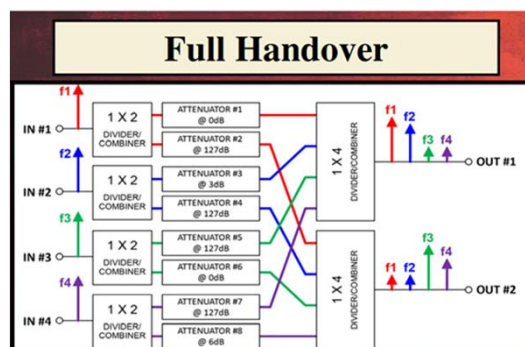 Full Handover
f1
IN #1
1 X 2
DIVIDER/
COMBINER
ATTENUATOR #1
@ 0dB
ATTENUATOR #2
@ 127dB
f2
IN #2
1 X 2
DIVIDER/
COMBINER
ATTENUATOR #3
@ 3dB
ATTENUATOR #4
@ 127dB
f3
IN #3
1 X 2
DIVIDER/
COMBINER
ATTENUATOR #5
@ 127dB
ATTENUATOR #6
@ 0dB
f4
IN #4
1 X 2
DIVIDER/
COMBINER
ATTENUATOR #7
@ 127dB
ATTENUATOR #8
@ 6dB
1 X 4
DIVIDER/COMBINER
f1
f2
f3
f4
OUT #1
1 X 4
DIVIDER/COMBINER
f1
f2
f3
f4
OUT #2